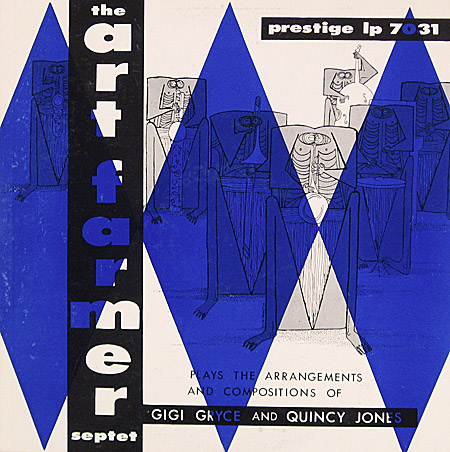 the
art farmer
septet
prestige lp 7031
PLAYS THE ARRANGEMENTS
AND COMPOSITIONS OF
GIGI GRYCE AND QUINCY JONES